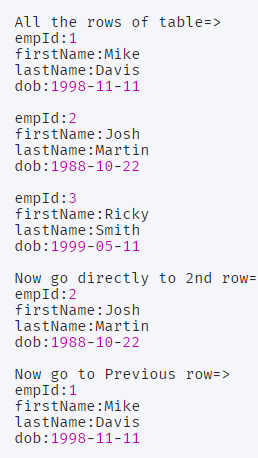 All the rows of table=>
empId:1
firstName:Mike
lastName:Davis
dob:1998-11-11
empId:2
firstName:Josh
lastName:Martin
dob:1988-10-22
empId:3
firstName:Ricky
lastName:Smith
dob:1999-05-11
Now go directly to 2nd row=
empId:2
firstName:Josh
lastName:Martin
dob:1988-10-22
Now go to Previous row=>
empId:1
firstName:Mike
lastName:Davis
dob:1998-11-11